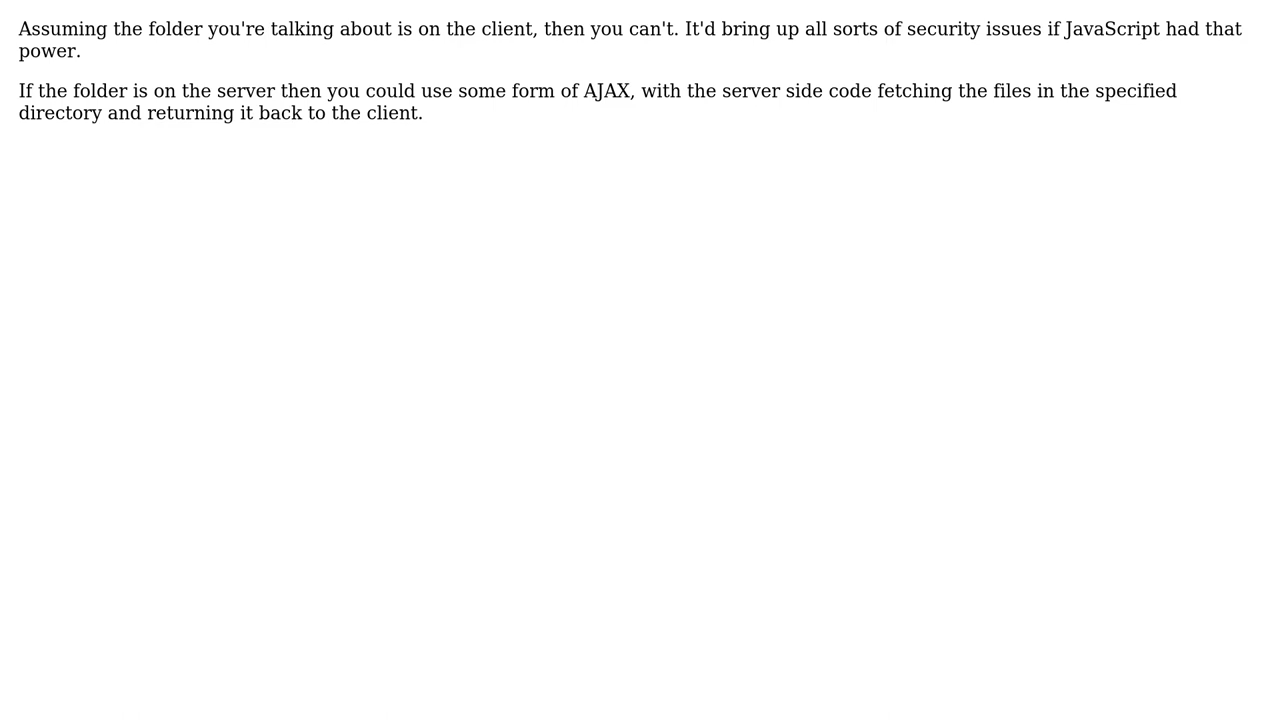 Assuming the folder you're talking about is on the client, then you can't. It'd bring up all sorts of security issues if JavaScript had that
power.
If the folder is on the server then you could use some form of AJAX, with the server side code fetching the files in the specified
directory and returning it back to the client.